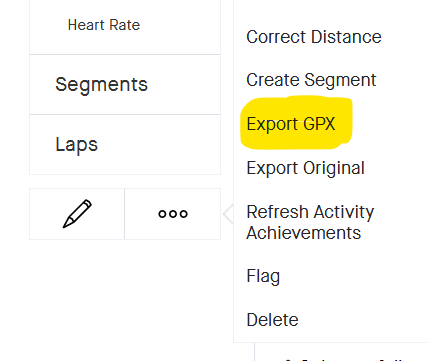 Heart Rate
Segments
Laps
Correct Distance
Create Segment
Export GPX
Export Original
Refresh Activity
Achievements
Flag
Delete